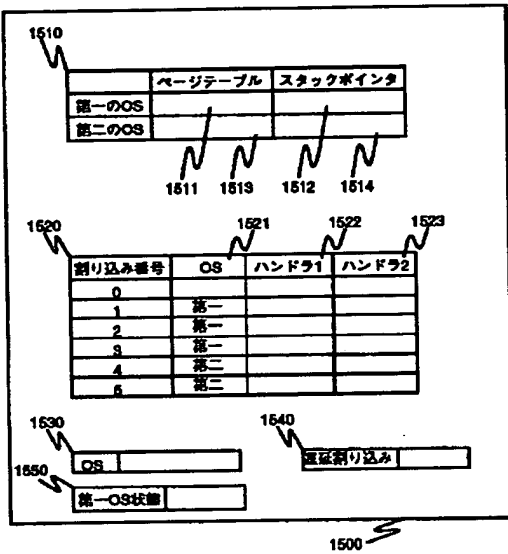 1510
ページテーブル スタックポインタ
第一のOS
第二のOS
1511 1513 1512 1514
1520 1521 1522 1523
割り込み番号 OS ハンドラ1 ハンドラ2
0
1 第一
2 第一
3 第一
4 第二
5 第二
1530 1540
OS 遅延割り込み
1550
第一OS状態
1500